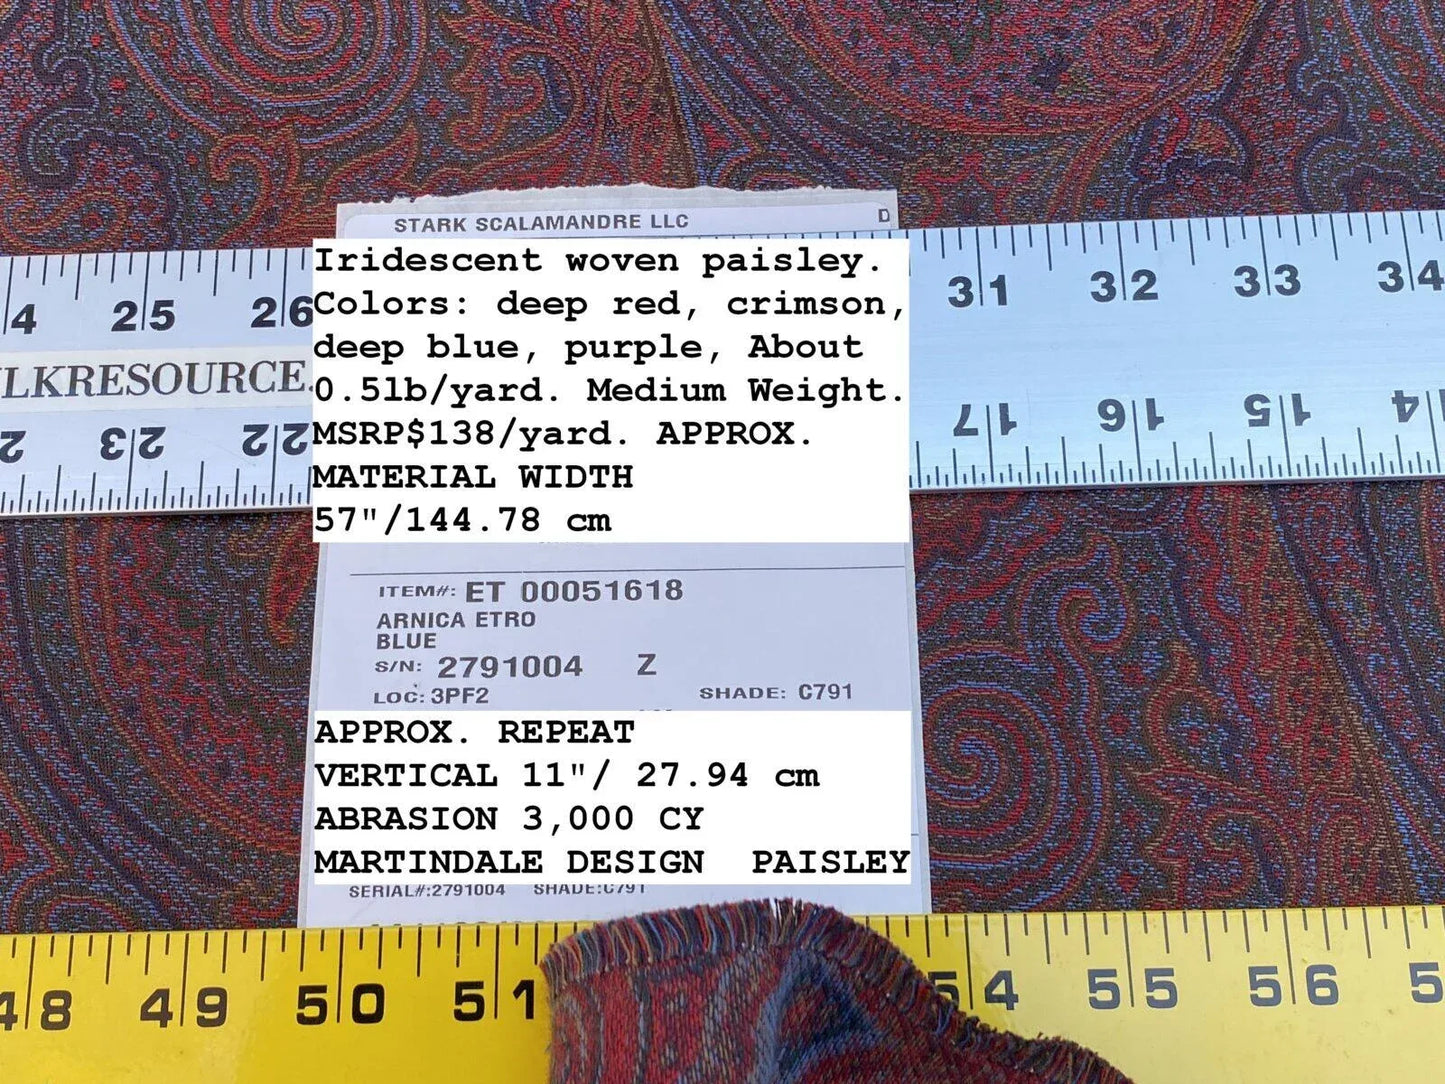 STARK SCALAMANDRE LLC D
Iridescent woven paisley.
Colors: deep red, crimson,
deep blue, purple, About
0.5lb/yard. Medium Weight.
MSRP$138/yard. APPROX.
MATERIAL WIDTH
57"/144.78 cm
4 25 26 31 32 33 34
LKRESOURCE.
2 23 22 17 16 15 14
ITEM#: ET 00051618
ARNICA ETRO
BLUE
S/N: 2791004 Z
LOC: 3PF2 SHADE: C791
APPROX. REPEAT
VERTICAL 11"/ 27.94 cm
ABRASION 3,000 CY
MARTINDALE DESIGN PAISLEY
SERIAL#:2791004 SHADE:C791
48 49 50 51 54 55 56 5